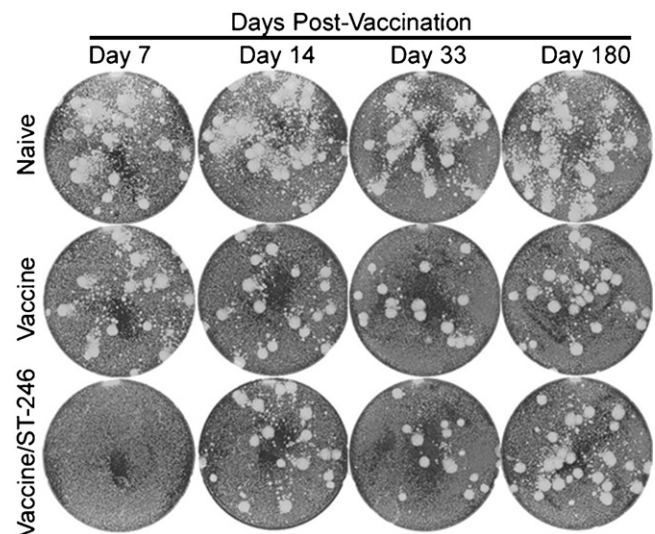 Days Post-Vaccination
Day 7 Day 14 Day 33 Day 180
Naive
Vaccine
Vaccine/ST-246